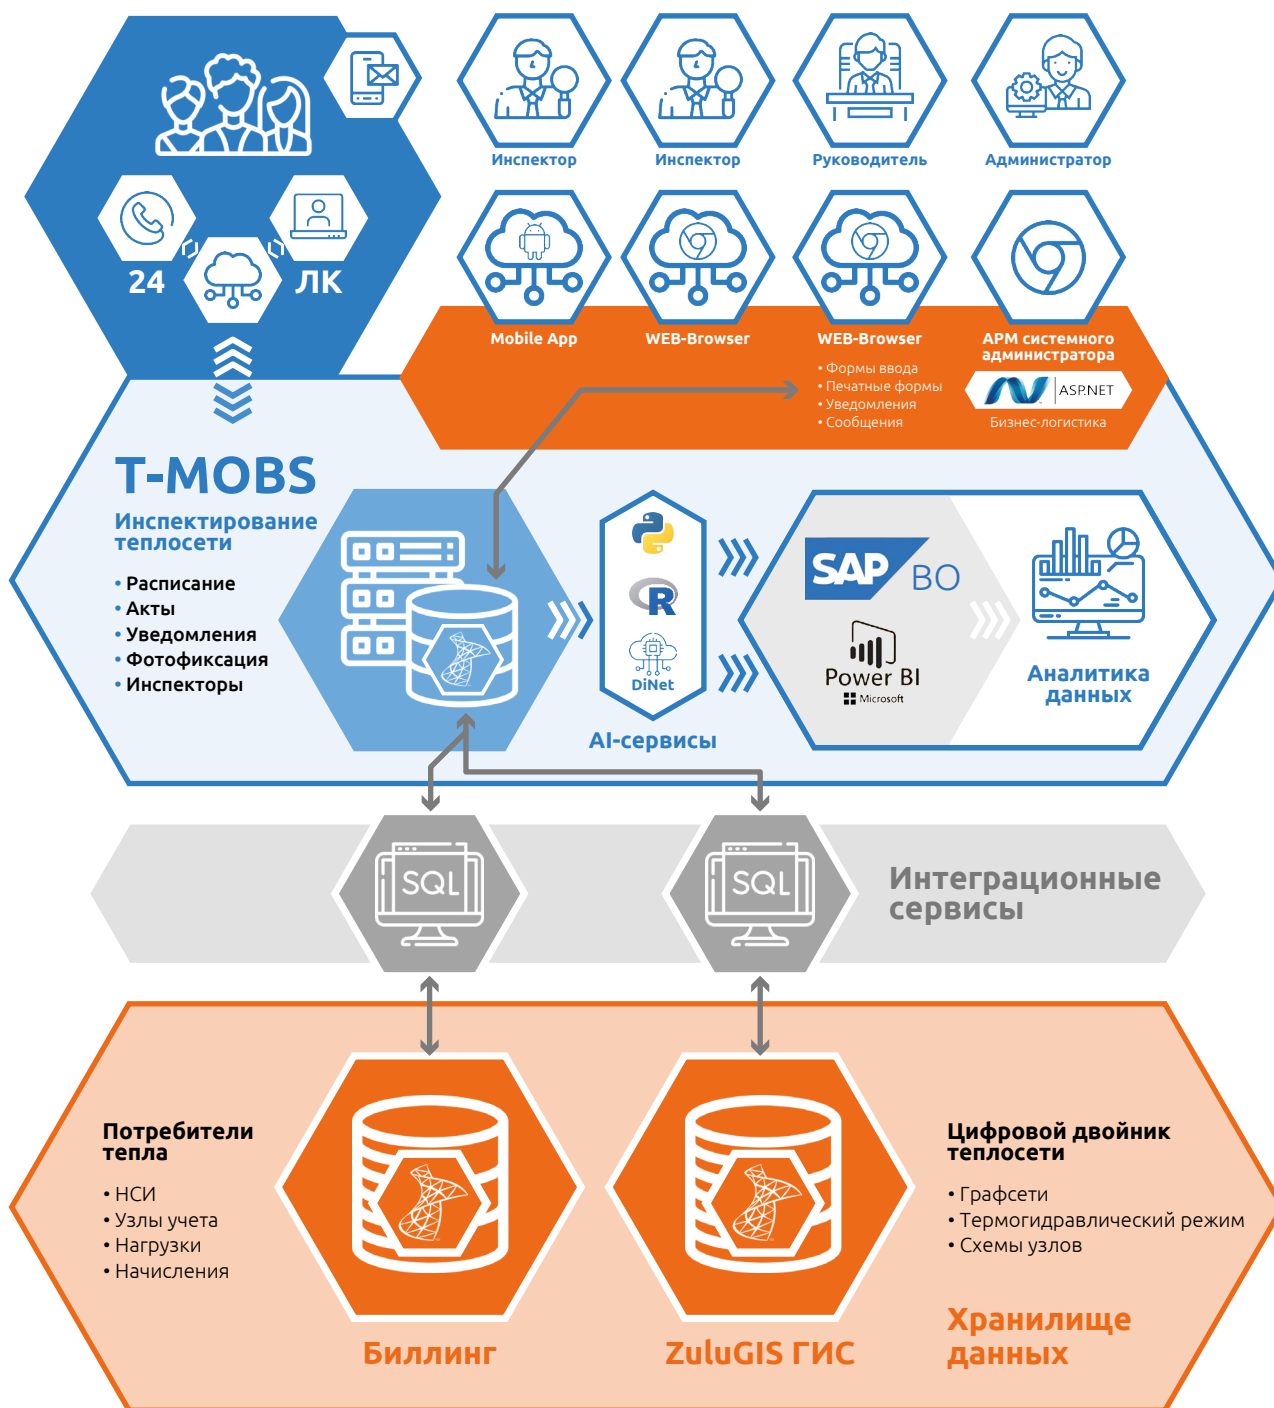 Инспектор
Инспектор
Руководитель
Администратор
24
ЛК
Mobile App
WEB-Browser
WEB-Browser
• Формы ввода
• Печатные формы
• Уведомления
• Сообщения
АРМ системного
администратора
ASP.NET
Бизнес-логистика
T-MOBS
Инспектирование
теплосети
• Расписание
• Акты
• Уведомления
• Фотофиксация
• Инспекторы
R
DiNet
AI-сервисы
SAP BO
Power BI
Microsoft
Аналитика
данных
SQL
SQL
Интеграционные
сервисы
Потребители
тепла
• НСИ
• Узлы учета
• Нагрузки
• Начисления
Биллинг
ZuluGIS ГИС
Цифровой двойник
теплосети
• Графсети
• Термогидравлический режим
• Схемы узлов
Хранилище
данных